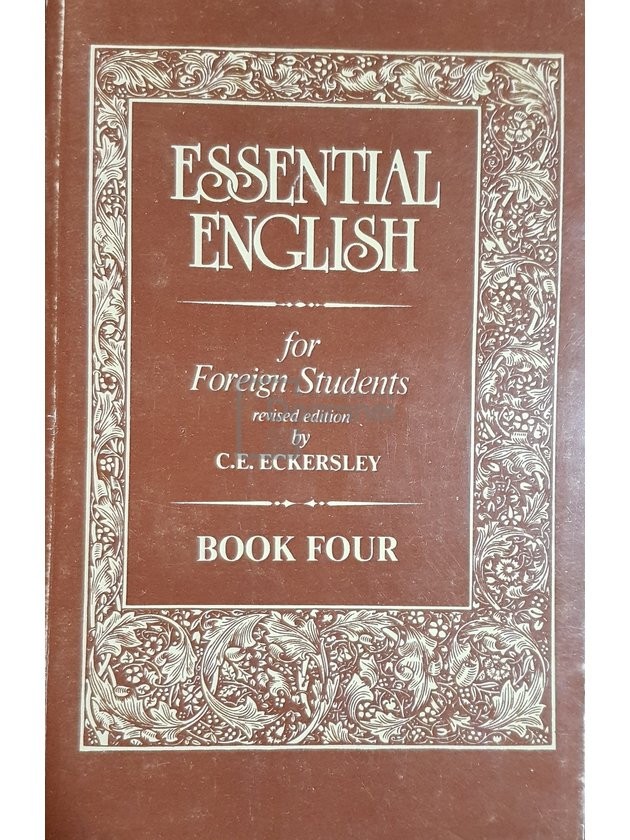 ESSENTIAL
ENGLISH
for
Foreign Students
revised edition
by
C.E. ECKERSLEY
BOOK FOUR